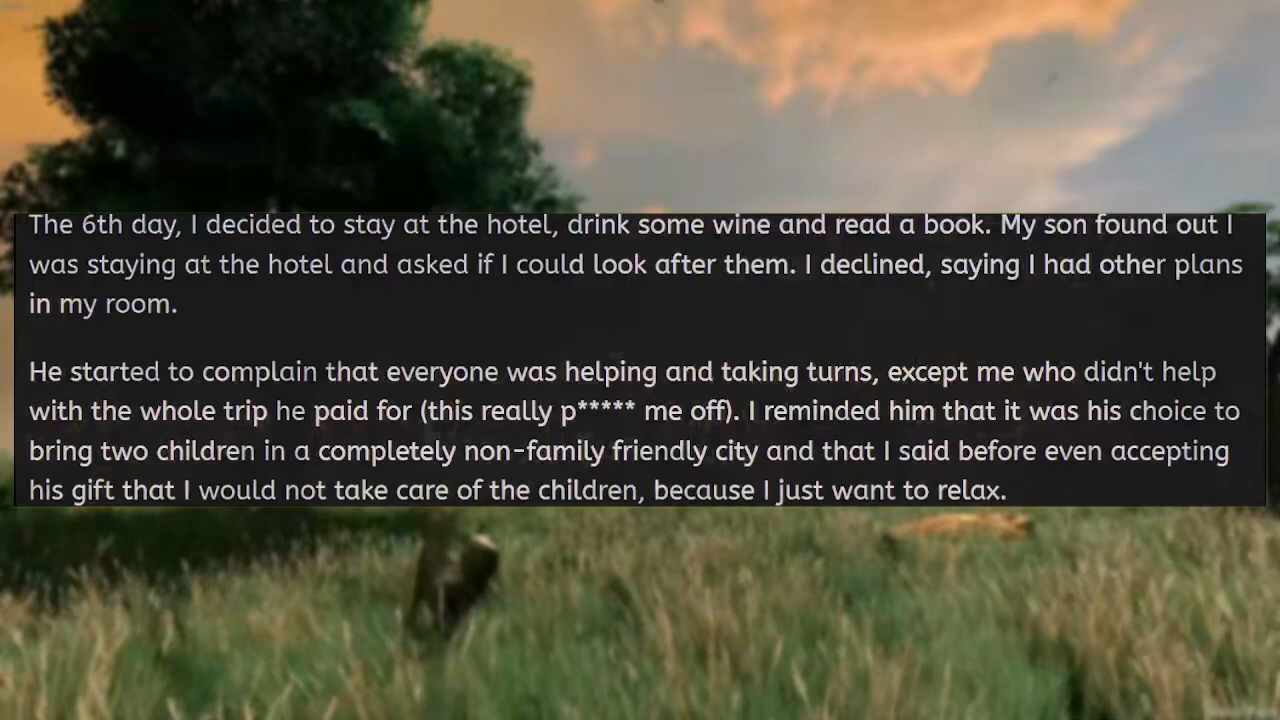 The 6th day, I decided to stay at the hotel, drink some wine and read a book. My son found out I
was staying at the hotel and asked if I could look after them. I declined, saying I had other plans
in my room.
He started to complain that everyone was helping and taking turns, except me who didn't help
with the whole trip he paid for (this really p***** me off). I reminded him that it was his choice to
bring two children in a completely non-family friendly city and that I said before even accepting
his gift that I would not take care of the children, because I just want to relax.